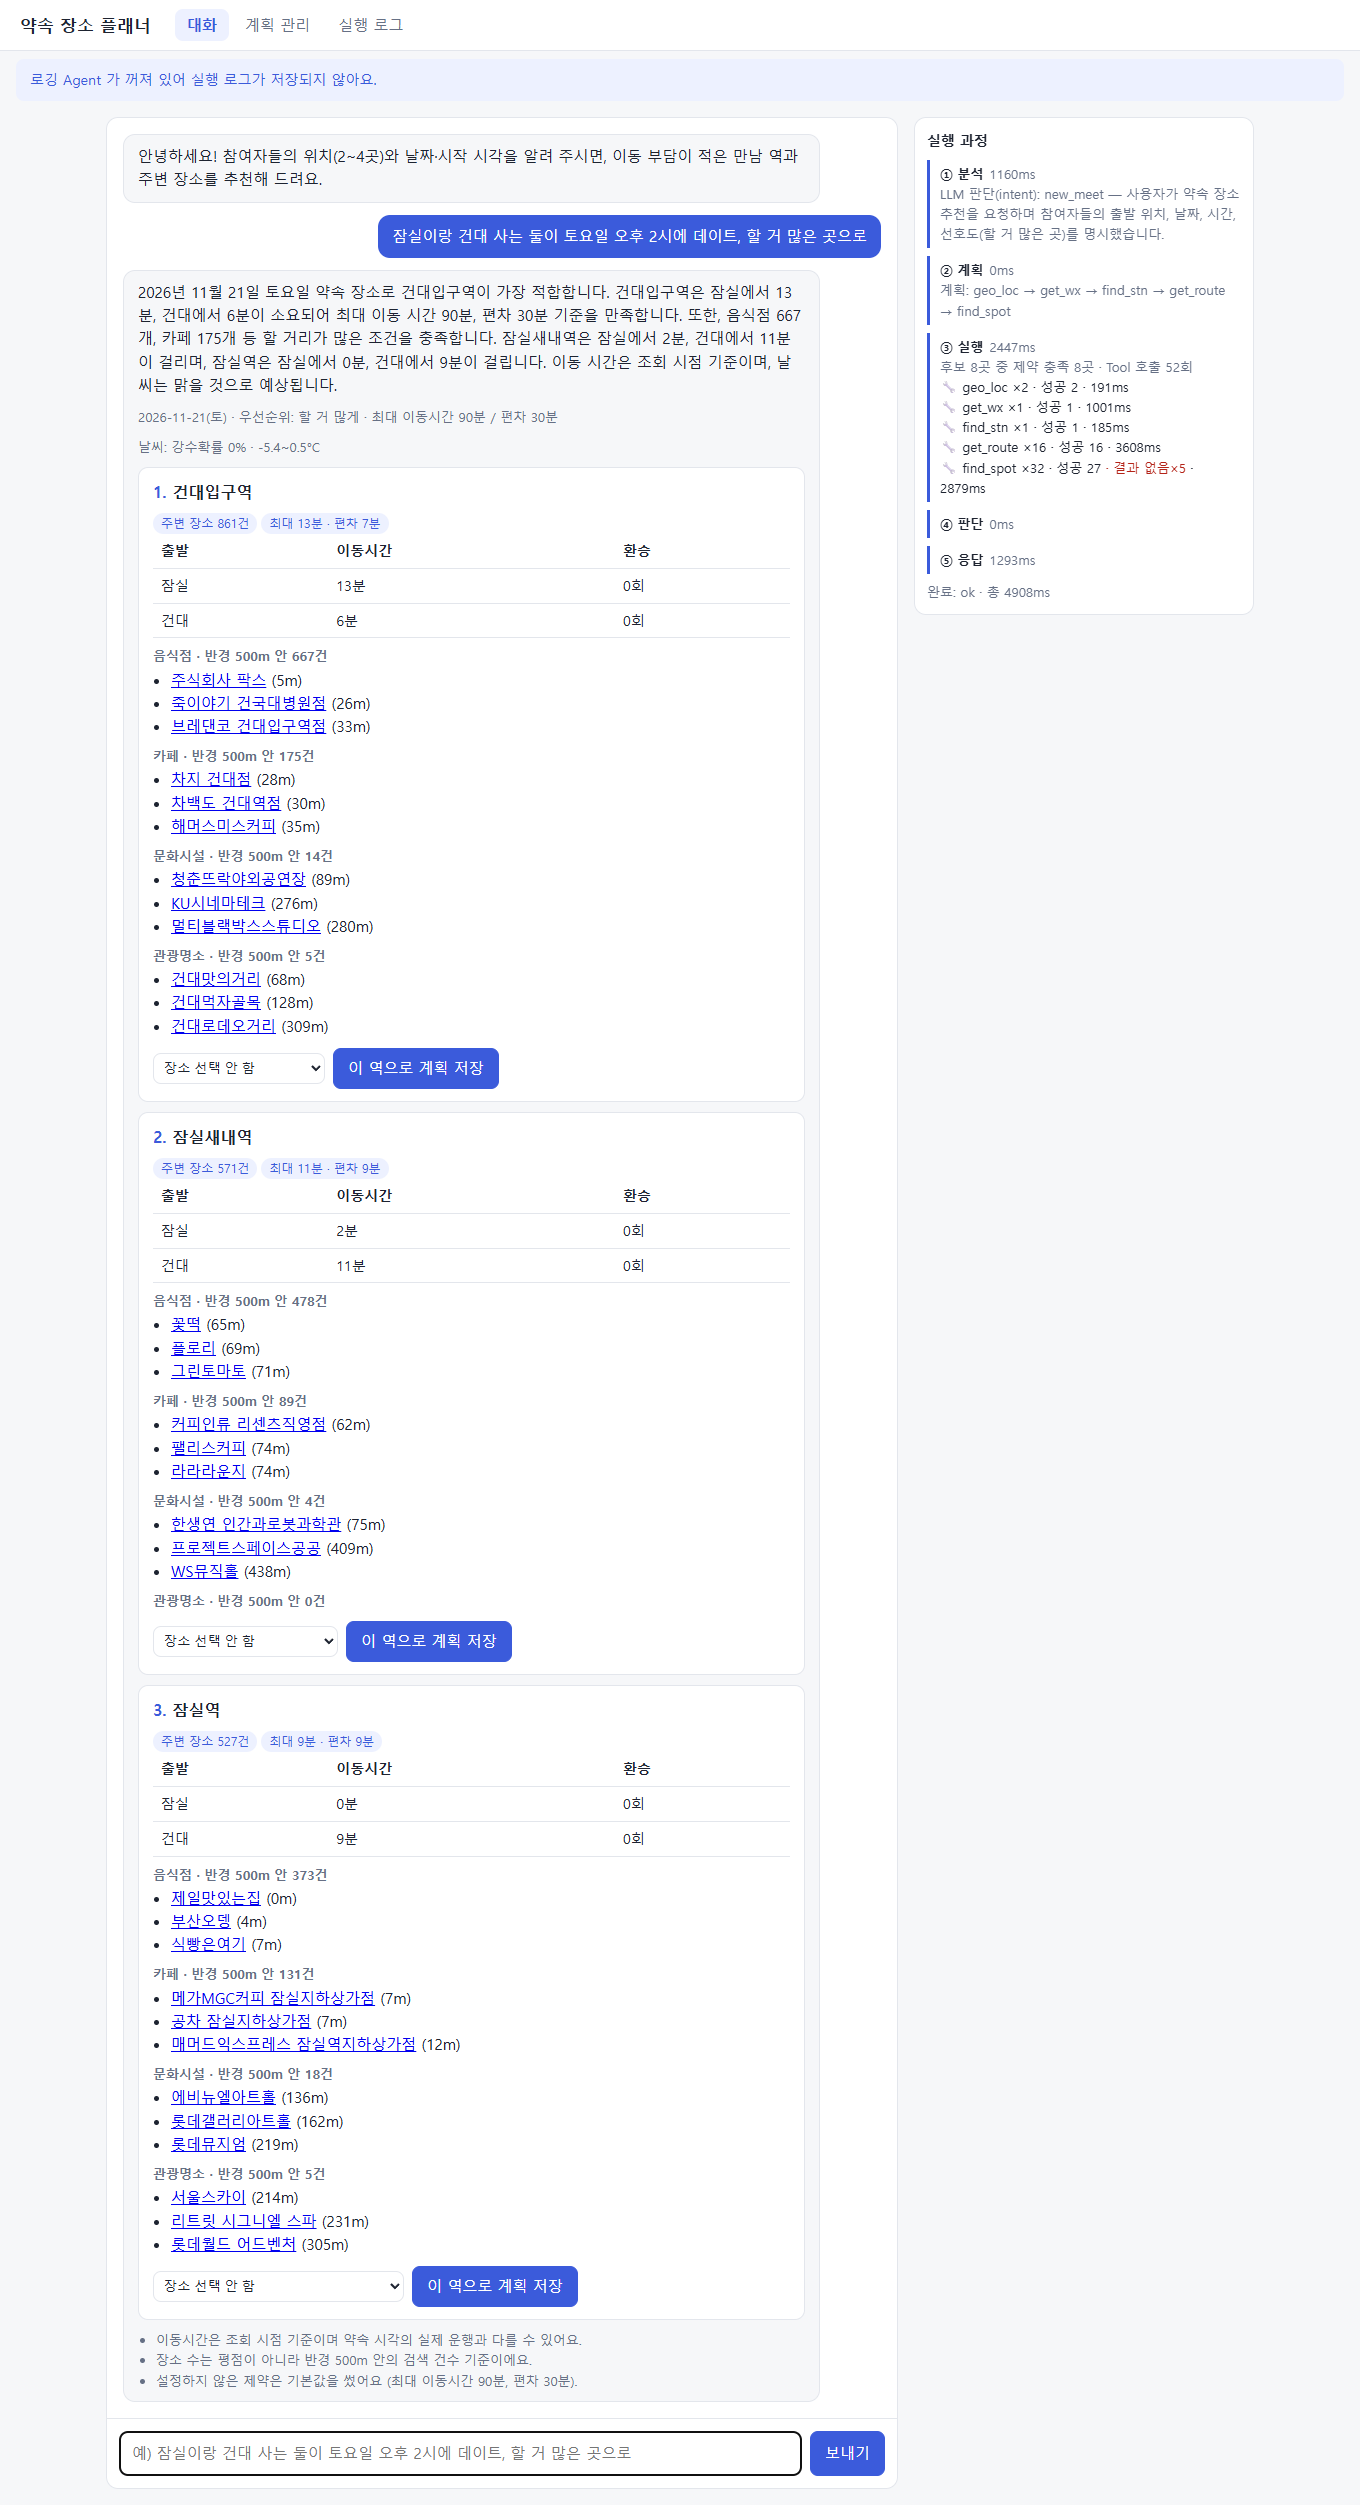 약속 장소 플래너 대화 계획 관리 실행 로그
로깅 Agent 가 꺼져 있어 실행 로그가 저장되지 않아요.
안녕하세요! 참여자들의 위치(2~4곳)와 날짜·시작 시각을 알려 주시면, 이동 부담이 적은 만남 역과
주변 장소를 추천해 드려요.
잠실이랑 건대 사는 둘이 토요일 오후 2시에 데이트, 할 거 많은 곳으로
2026년 11월 21일 토요일 약속 장소로 건대입구역이 가장 적합합니다. 건대입구역은 잠실에서 13
분, 건대에서 6분이 소요되어 최대 이동 시간 90분, 편차 30분 기준을 만족합니다. 또한, 음식점 667
개, 카페 175개 등 할 거리가 많은 조건을 충족합니다. 잠실새내역은 잠실에서 2분, 건대에서 11분
이 걸리며, 잠실역은 잠실에서 0분, 건대에서 9분이 걸립니다. 이동 시간은 조회 시점 기준이며, 날
씨는 맑을 것으로 예상됩니다.
2026-11-21(토) · 우선순위: 할 거 많게 · 최대 이동시간 90분 / 편차 30분
날씨: 강수확률 0% · -5.4~0.5°C
1. 건대입구역
주변 장소 861건 최대 13분 · 편차 7분
출발 이동시간 환승
잠실 13분 0회
건대 6분 0회
음식점 · 반경 500m 안 667건
주식회사 팍스 (5m)
죽이야기 건국대병원점 (26m)
브레댄코 건대입구역점 (33m)
카페 · 반경 500m 안 175건
차지 건대점 (28m)
차백도 건대역점 (30m)
해머스미스커피 (35m)
문화시설 · 반경 500m 안 14건
청춘뜨락야외공연장 (89m)
KU시네마테크 (276m)
멀티블랙박스스튜디오 (280m)
관광명소 · 반경 500m 안 5건
건대맛의거리 (68m)
건대먹자골목 (128m)
건대로데오거리 (309m)
장소 선택 안 함 이 역으로 계획 저장
2. 잠실새내역
주변 장소 571건 최대 11분 · 편차 9분
출발 이동시간 환승
잠실 2분 0회
건대 11분 0회
음식점 · 반경 500m 안 478건
꽃떡 (65m)
플로리 (69m)
그린토마토 (71m)
카페 · 반경 500m 안 89건
커피인류 리센츠직영점 (62m)
팰리스커피 (74m)
라라라운지 (74m)
문화시설 · 반경 500m 안 4건
한생연 인간과로봇과학관 (75m)
프로젝트스페이스공공 (409m)
WS뮤직홀 (438m)
관광명소 · 반경 500m 안 0건
장소 선택 안 함 이 역으로 계획 저장
3. 잠실역
주변 장소 527건 최대 9분 · 편차 9분
출발 이동시간 환승
잠실 0분 0회
건대 9분 0회
음식점 · 반경 500m 안 373건
제일맛있는집 (0m)
부산오뎅 (4m)
식빵은여기 (7m)
카페 · 반경 500m 안 131건
메가MGC커피 잠실지하상가점 (7m)
공차 잠실지하상가점 (7m)
매머드익스프레스 잠실역지하상가점 (12m)
문화시설 · 반경 500m 안 18건
에비뉴엘아트홀 (136m)
롯데갤러리아트홀 (162m)
롯데뮤지엄 (219m)
관광명소 · 반경 500m 안 5건
서울스카이 (214m)
리트릿 시그니엘 스파 (231m)
롯데월드 어드벤처 (305m)
장소 선택 안 함 이 역으로 계획 저장
이동시간은 조회 시점 기준이며 약속 시각의 실제 운행과 다를 수 있어요.
장소 수는 평점이 아니라 반경 500m 안의 검색 건수 기준이에요.
설정하지 않은 제약은 기본값을 썼어요 (최대 이동시간 90분, 편차 30분).
예) 잠실이랑 건대 사는 둘이 토요일 오후 2시에 데이트, 할 거 많은 곳으로 보내기
실행 과정
① 분석 1160ms
LLM 판단(intent): new_meet — 사용자가 약속 장소
추천을 요청하며 참여자들의 출발 위치, 날짜, 시간,
선호도(할 거 많은 곳)를 명시했습니다.
② 계획 0ms
계획: geo_loc → get_wx → find_stn → get_route
→ find_spot
③ 실행 2447ms
후보 8곳 중 제약 충족 8곳 · Tool 호출 52회
geo_loc ×2 · 성공 2 · 191ms
get_wx ×1 · 성공 1 · 1001ms
find_stn ×1 · 성공 1 · 185ms
get_route ×16 · 성공 16 · 3608ms
find_spot ×32 · 성공 27 · 결과 없음×5 ·
2879ms
④ 판단 0ms
⑤ 응답 1293ms
완료: ok · 총 4908ms